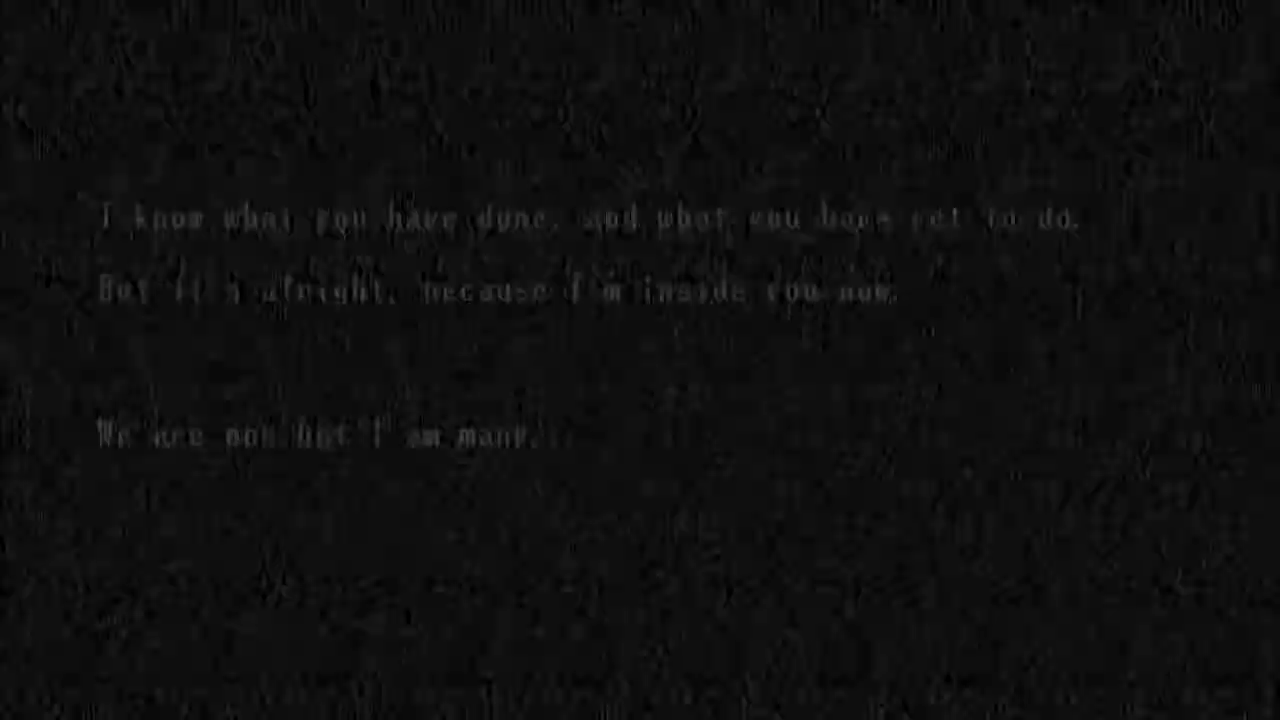 I know what you have done, and what you have yet to do.
But it's alright, because I'm inside you now.
We are not but I am many.